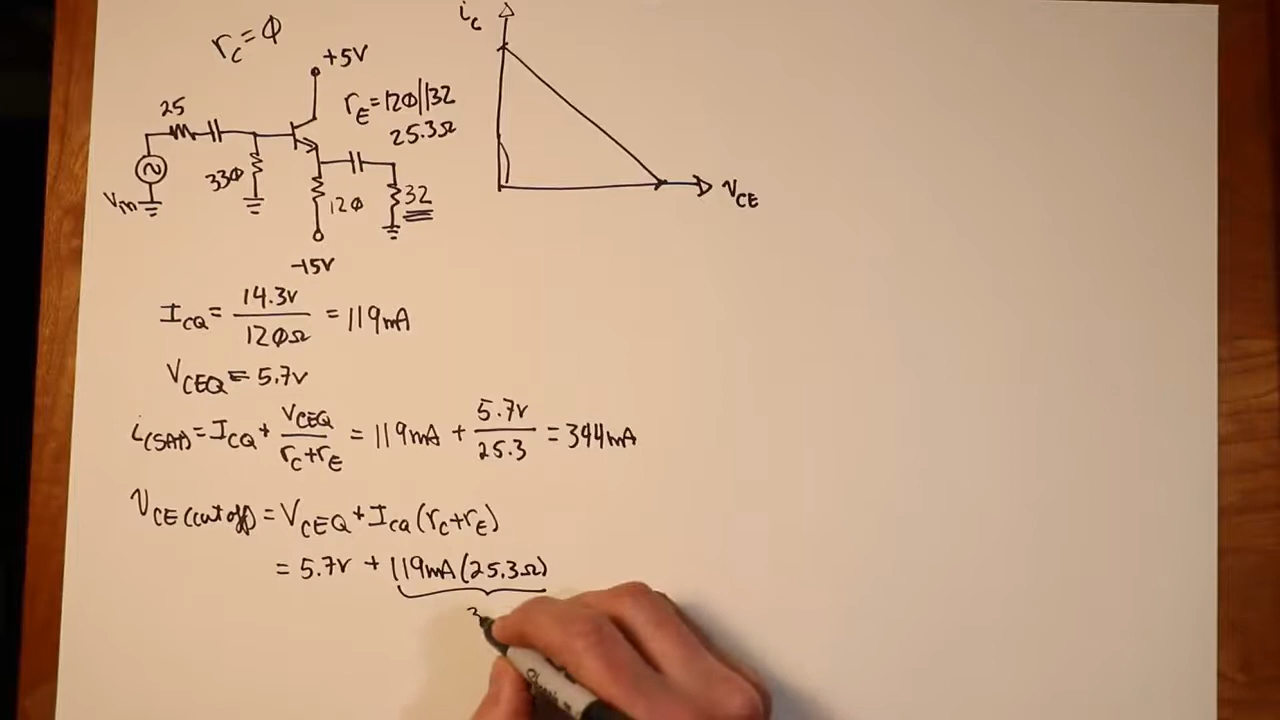 r_C = Φ
+5V
25
r_E = 12Φ||32
25.3Ω
33Φ
V_in
12Φ
32
-15V
i_C
v_CE
I_CQ = 14.3V / 12ΦΩ = 119mA
V_CEQ = 5.7V
i_C(SAT) = I_CQ + V_CEQ / (r_C + r_E) = 119mA + 5.7V / 25.3 = 344mA
v_CE(cutoff) = V_CEQ + I_CQ (r_C + r_E)
= 5.7V + 119mA (25.3Ω)